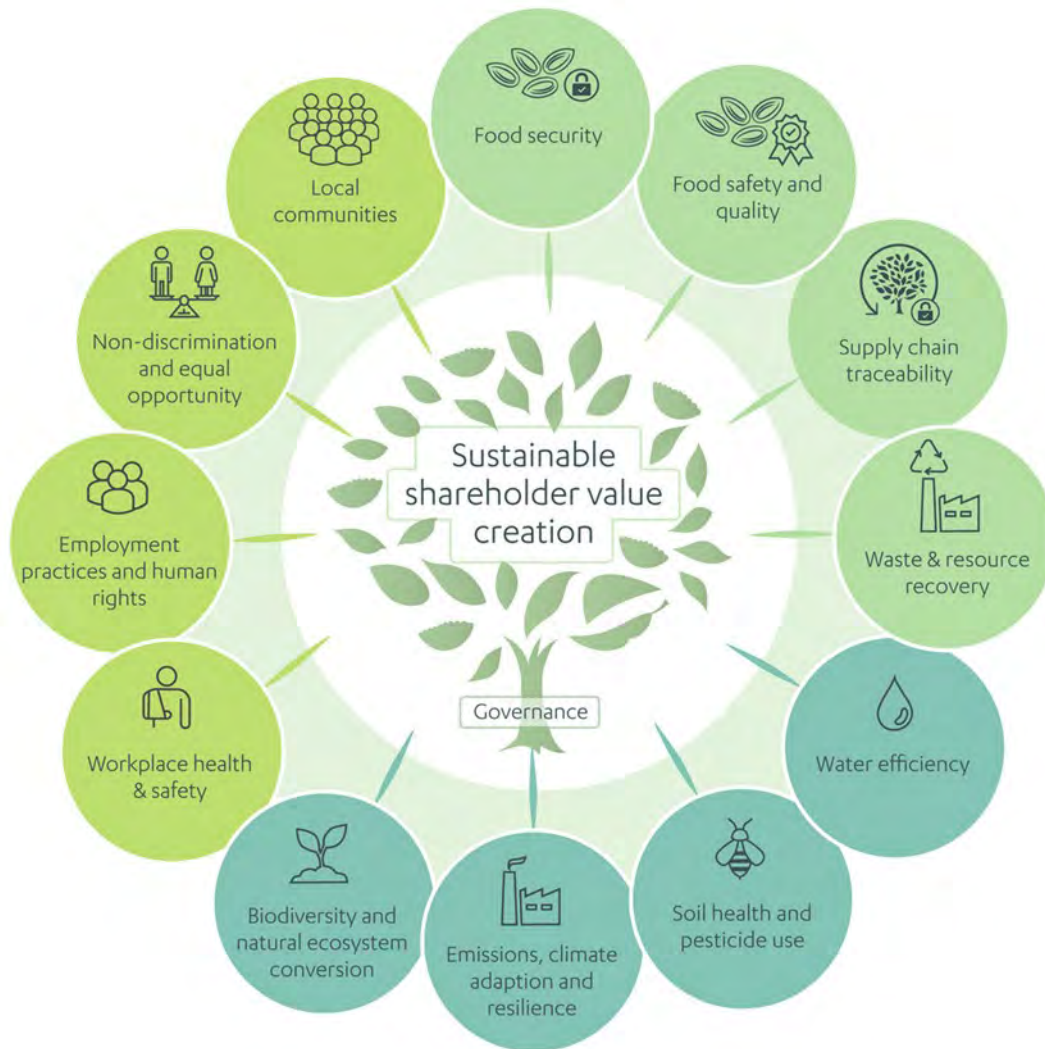 Food security
Food safety and
quality
Supply chain
traceability
Waste & resource
recovery
Water efficiency
Soil health and
pesticide use
Emissions, climate
adaption and
resilience
Biodiversity and
natural ecosystem
conversion
Workplace health
& safety
Employment
practices and human
rights
Non-discrimination
and equal
opportunity
Local
communities
Sustainable
shareholder value
creation
Governance